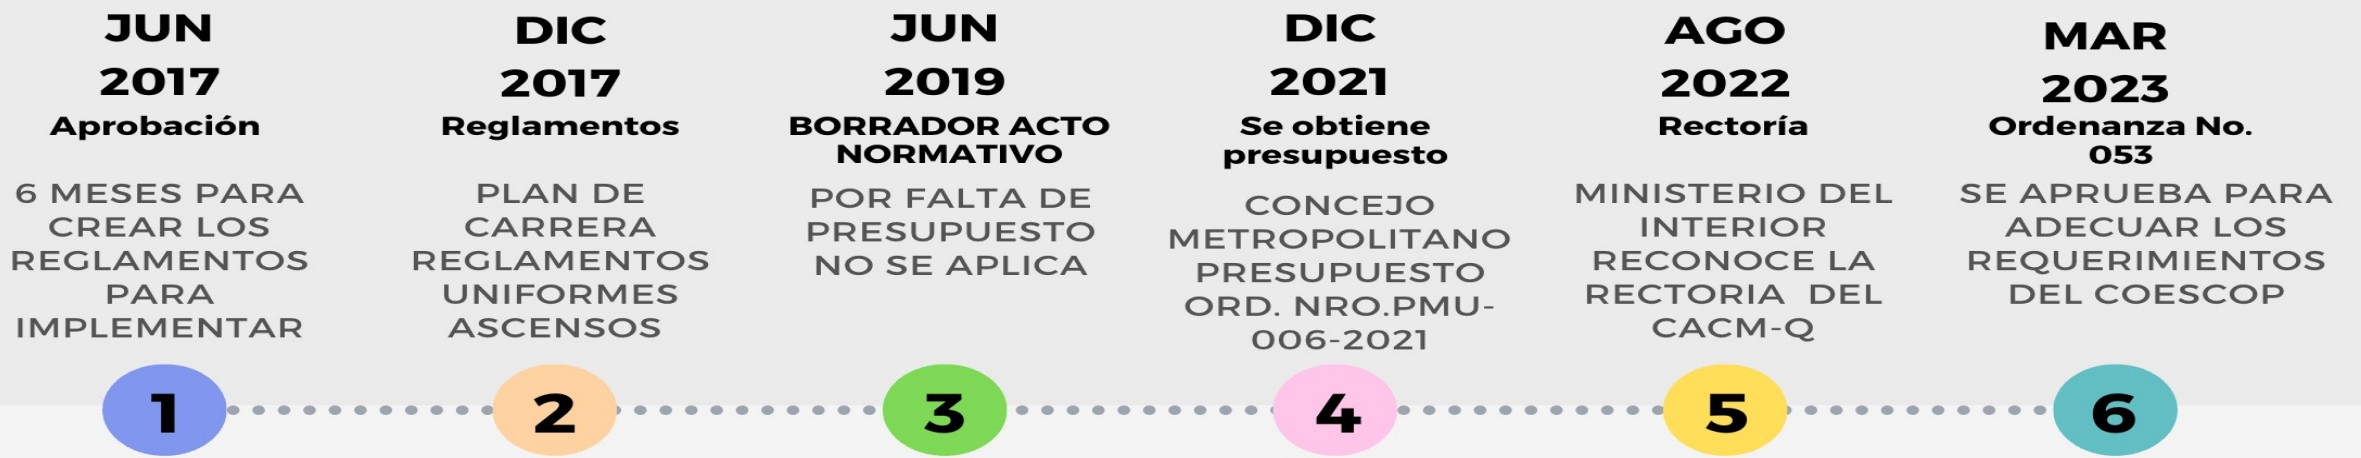 JUN
2017
Aprobación
6 MESES PARA
CREAR LOS
REGLAMENTOS
PARA
IMPLEMENTAR
1
DIC
2017
Reglamentos
PLAN DE
CARRERA
REGLAMENTOS
UNIFORMES
ASCENSOS
2
JUN
2019
BORRADOR ACTO
NORMATIVO
POR FALTA DE
PRESUPUESTO
NO SE APLICA
3
DIC
2021
Se obtiene
presupuesto
CONCEJO
METROPOLITANO
PRESUPUESTO
ORD. NRO.PMU-
006-2021
4
AGO
2022
Rectoría
MINISTERIO DEL
INTERIOR
RECONOCE LA
RECTORIA DEL
CACM-Q
5
MAR
2023
Ordenanza No.
053
SE APRUEBA PARA
ADECUAR LOS
REQUERIMIENTOS
DEL COESCOP
6